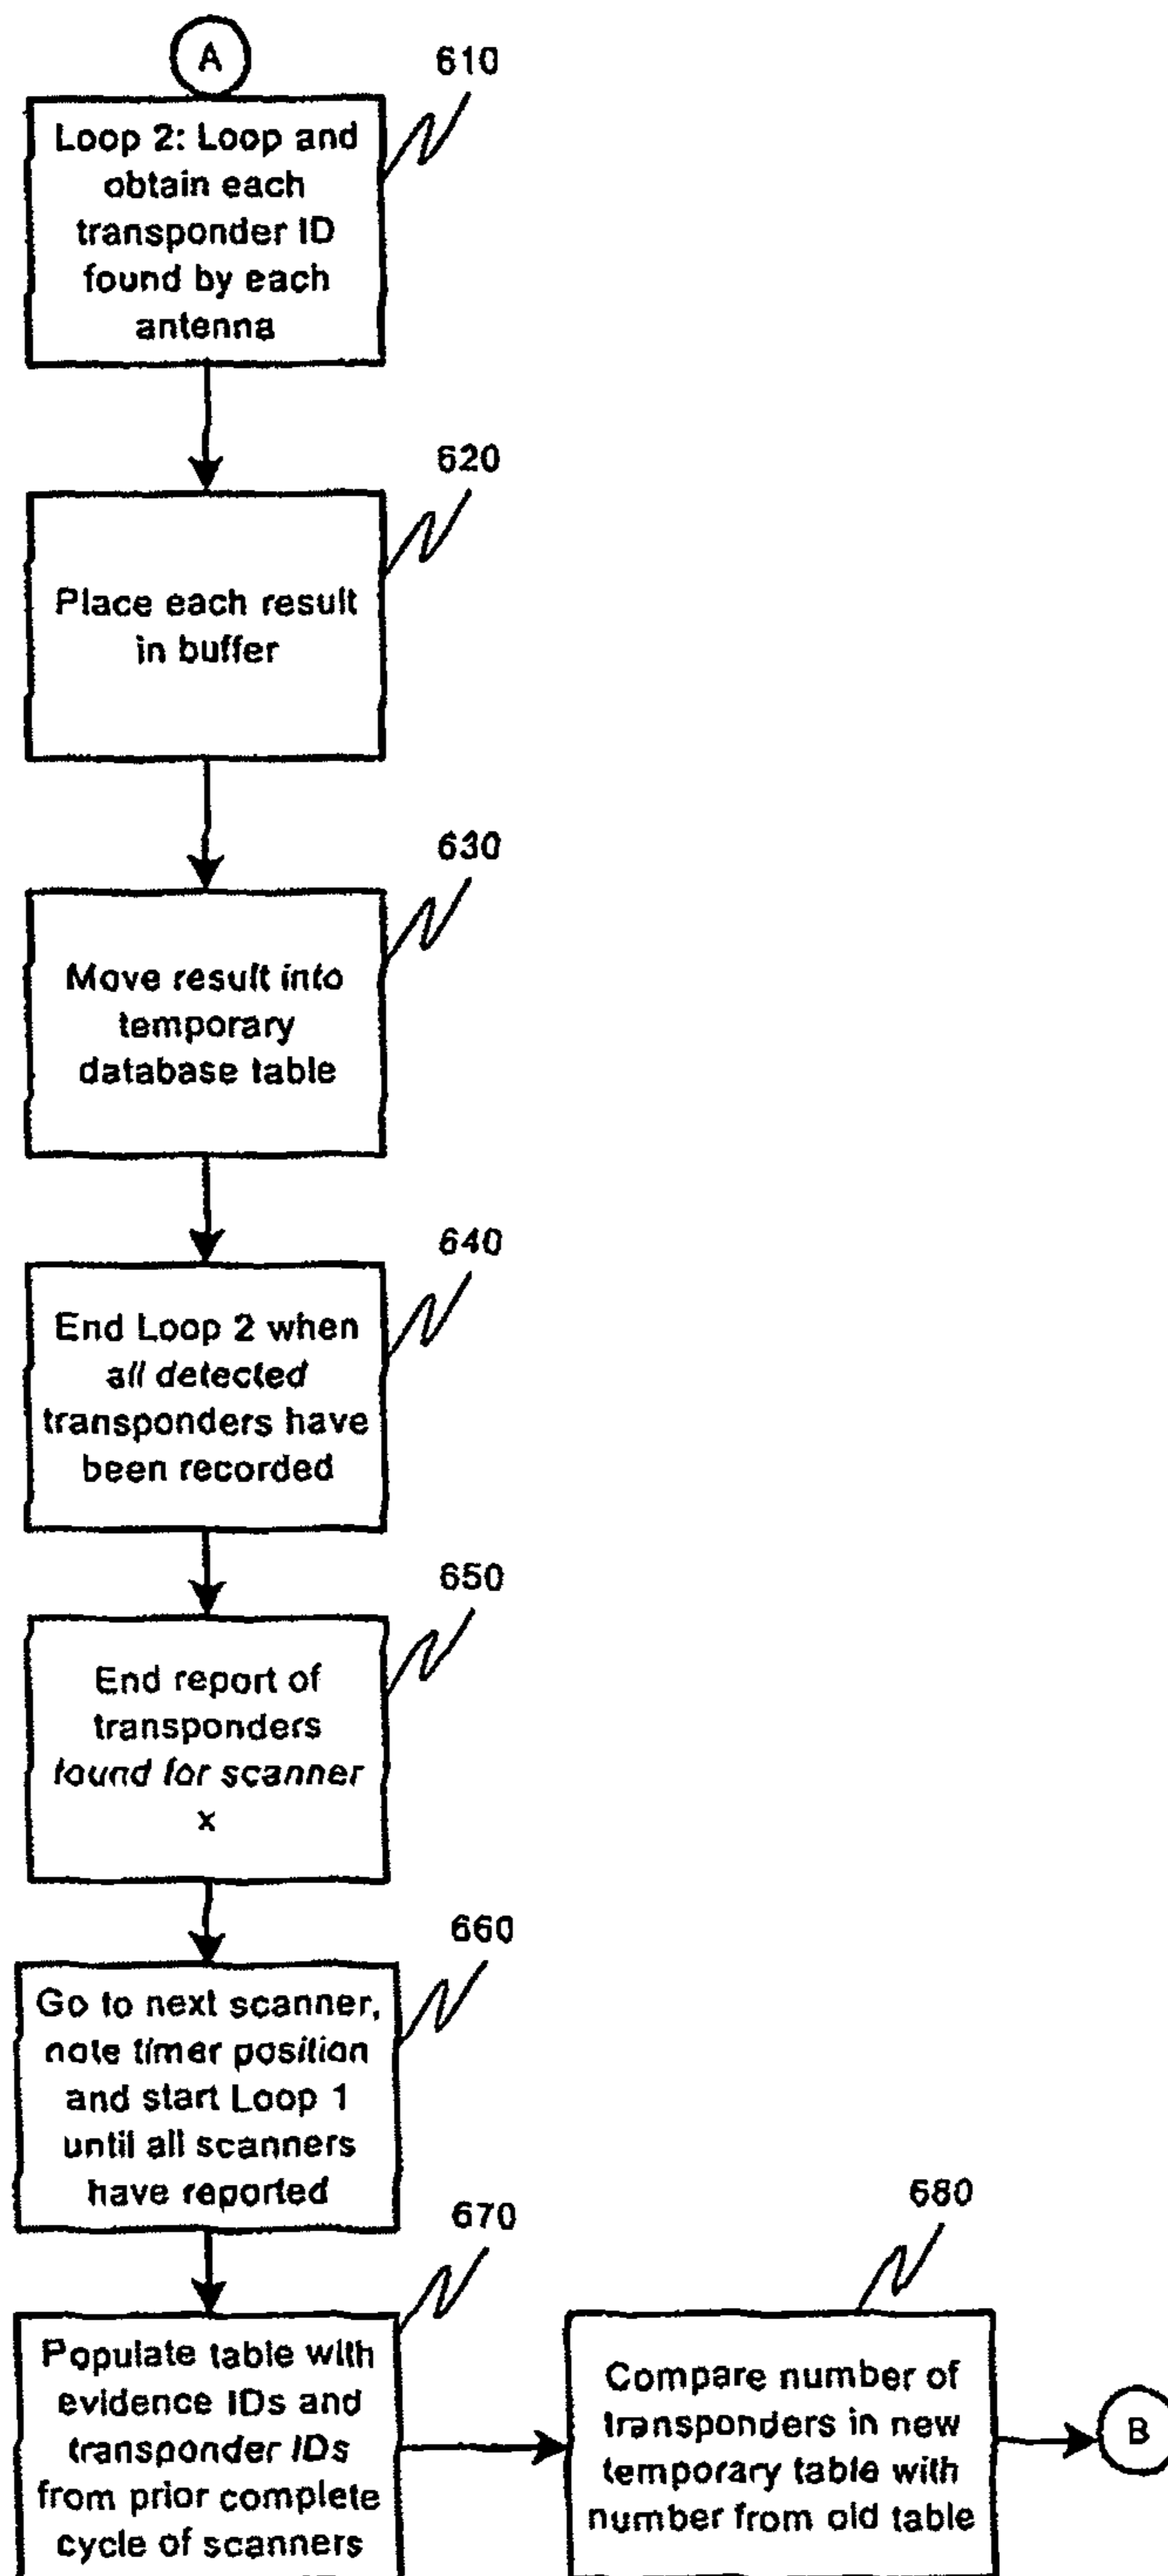 A
610
Loop 2: Loop and
obtain each
transponder ID
found by each
antenna
620
Place each result
in buffer
630
Move result into
temporary
database table
640
End Loop 2 when
all detected
transponders have
been recorded
650
End report of
transponders
found for scanner
x
660
Go to next scanner,
note timer position
and start Loop 1
until all scanners
have reported
670
Populate table with
evidence IDs and
transponder IDs
from prior complete
cycle of scanners
680
Compare number of
transponders in new
temporary table with
number from old table
B